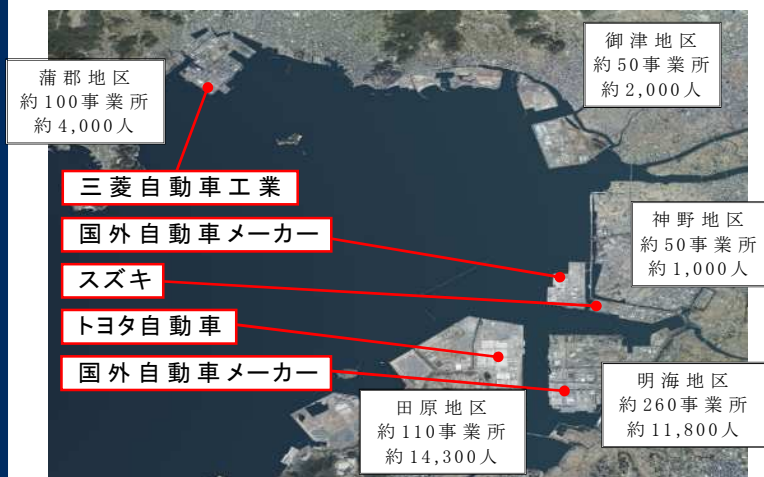 御津地区
約50事業所
約2,000人
蒲郡地区
約100事業所
約4,000人
三菱自動車工業
国外自動車メーカー
スズキ
トヨタ自動車
国外自動車メーカー
神野地区
約50事業所
約1,000人
明海地区
約260事業所
約11,800人
田原地区
約110事業所
約14,300人